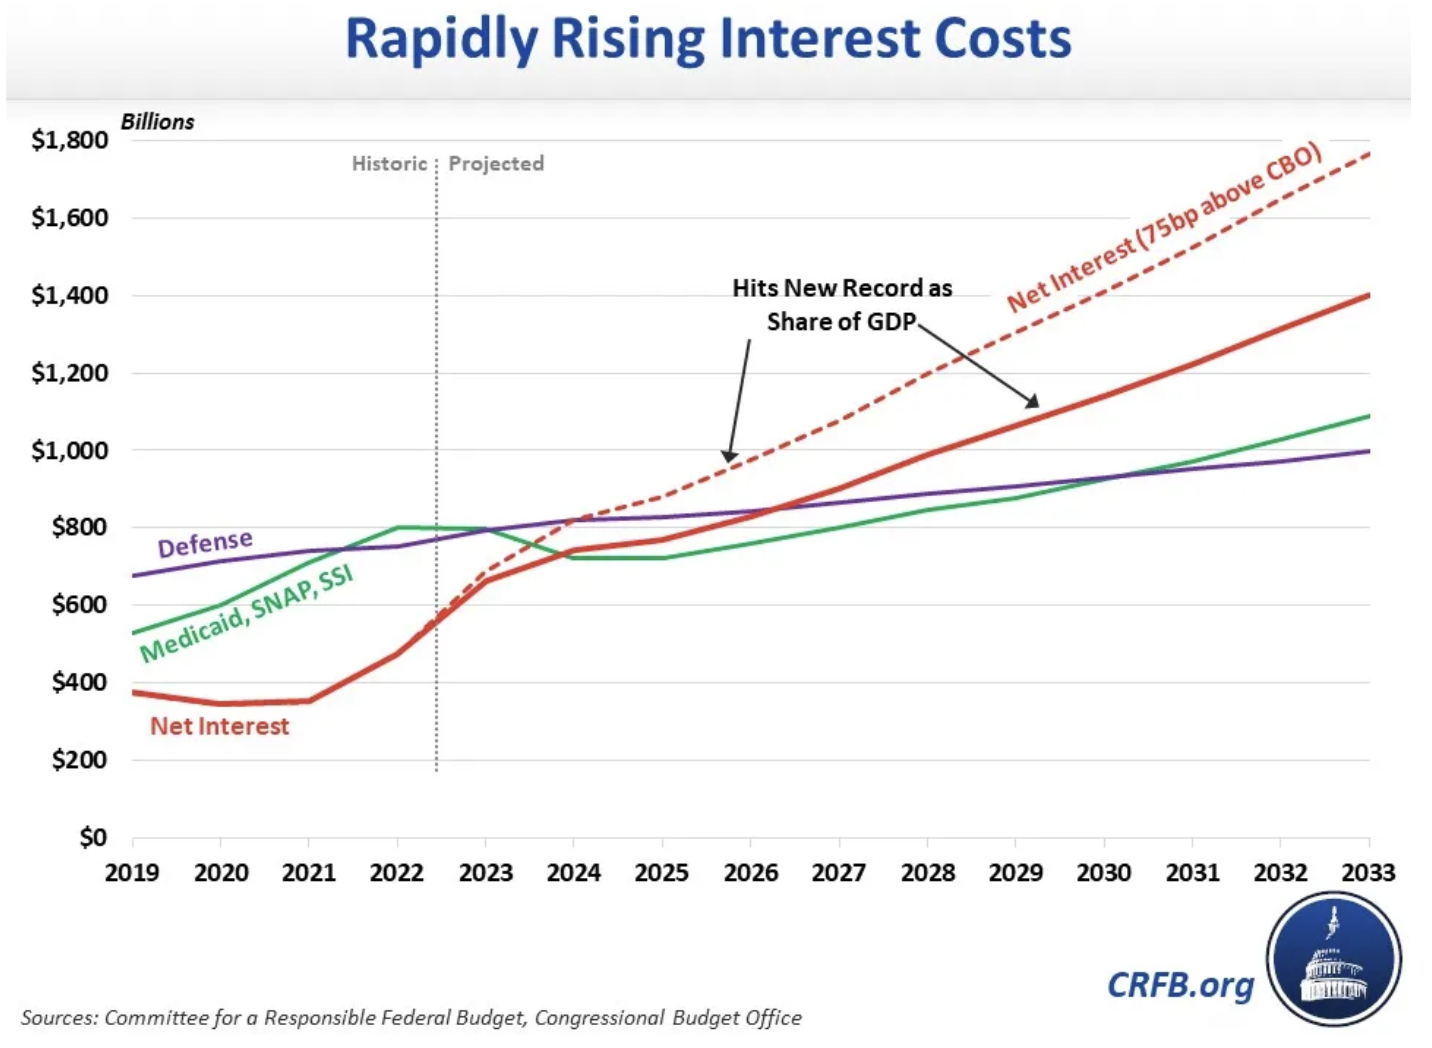 Rapidly Rising Interest Costs
Billions
$1,800
$1,600
$1,400
$1,200
$1,000
$800
$600
$400
$200
$0
Historic
Projected
Net Interest (75bp above CBO)
Hits New Record as
Share of GDP
Defense
Medicaid, SNAP, SSI
Net Interest
2019 2020 2021 2022 2023 2024 2025 2026 2027 2028 2029 2030 2031 2032 2033
CRFB.org
Sources: Committee for a Responsible Federal Budget, Congressional Budget Office